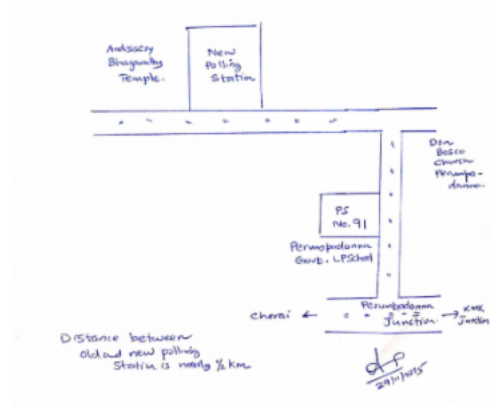 Andissery
Bhagavathy
Temple.
New
Polling
Station
Don
Bosco
Church
Perumpa-
danna.
PS
No. 91
Perumpadanna
Govt. LP School
Perumbadanna
Junction.
Cherai
KMK
Junction
Distance between
old and new polling
Station is nearly ½ km
29/11/2015